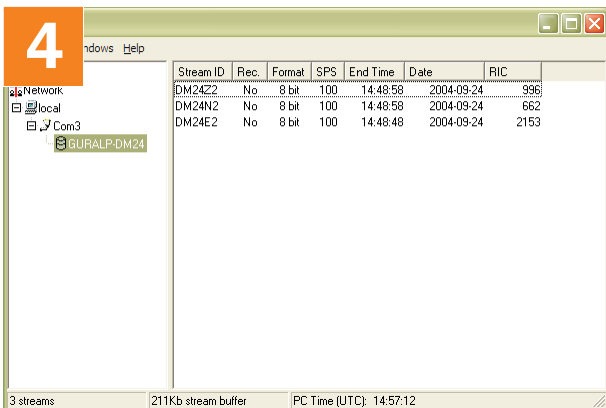 4
ndows Help
Stream ID Rec. Format SPS End Time Date RIC
Network
DM24Z2 No 8 bit 100 14:48:58 2004-09-24 996
local
DM24N2 No 8 bit 100 14:48:58 2004-09-24 662
Com3
DM24E2 No 8 bit 100 14:48:48 2004-09-24 2153
GURALP-DM24
3 streams 211Kb stream buffer PC Time (UTC): 14:57:12